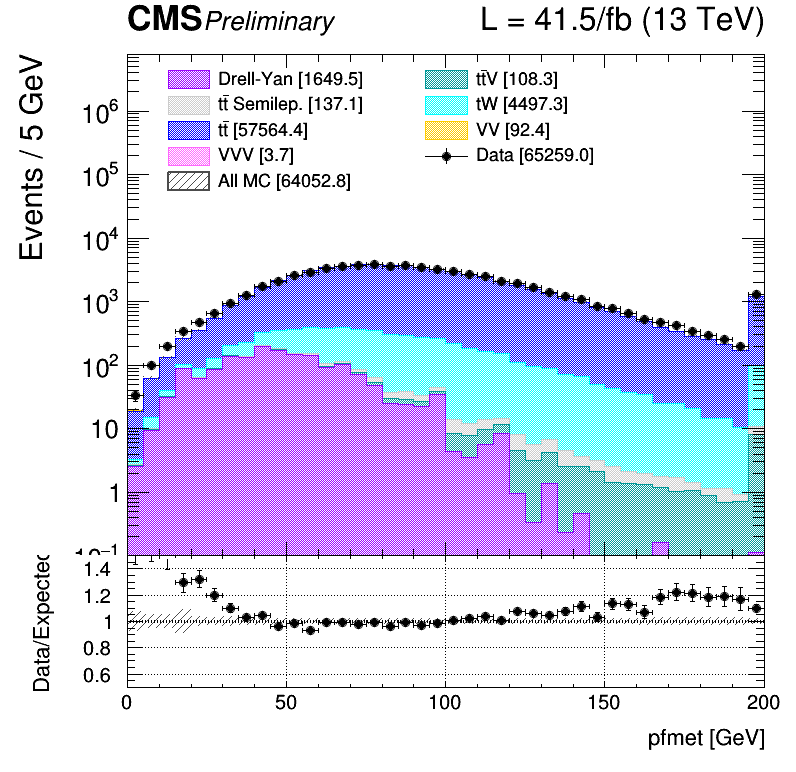 CMS Preliminary L = 41.5/fb (13 TeV)
Events / 5 GeV
Drell-Yan [1649.5]
tt̄ Semilep. [137.1]
tt̄ [57564.4]
VVV [3.7]
All MC [64052.8]
tt̄V [108.3]
tW [4497.3]
VV [92.4]
Data [65259.0]
10⁶
10⁵
10⁴
10³
10²
10
1
10⁻¹
Data/Expected
1.4
1.2
1
0.8
0.6
0 50 100 150 200
pfmet [GeV]